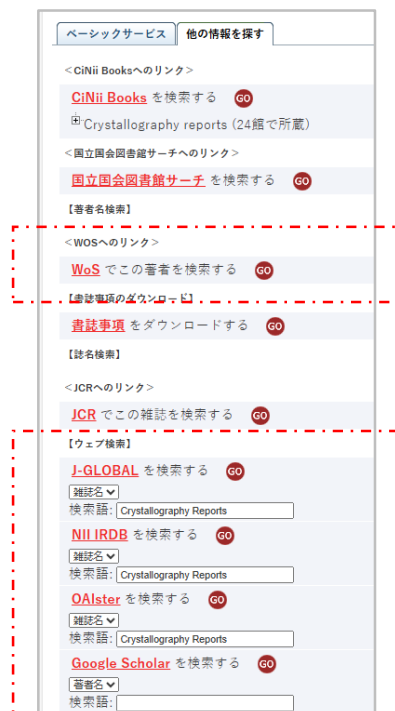 ベーシックサービス 他の情報を探す
<CiNii Booksへのリンク>
CiNii Books を検索する GO
Crystallography reports (24館で所蔵)
<国立国会図書館サーチへのリンク>
国立国会図書館サーチ を検索する GO
【著者名検索】
<WOSへのリンク>
WoS でこの著者を検索する GO
【書誌事項のダウンロード】
書誌事項 をダウンロードする GO
【誌名検索】
<JCRへのリンク>
JCR でこの雑誌を検索する GO
【ウェブ検索】
J-GLOBAL を検索する GO
雑誌名
検索語: Crystallography Reports
NII IRDB を検索する GO
雑誌名
検索語: Crystallography Reports
OAIster を検索する GO
雑誌名
検索語: Crystallography Reports
Google Scholar を検索する GO
著者名
検索語: